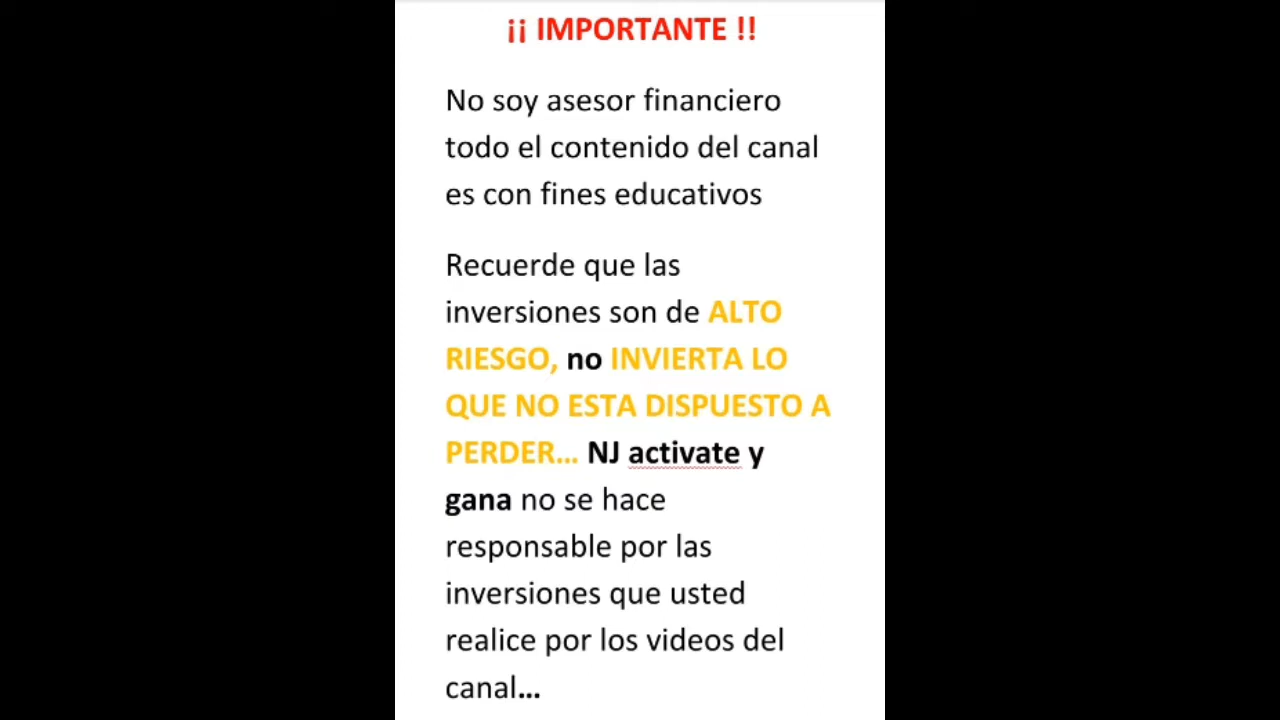 ¡¡ IMPORTANTE !!
No soy asesor financiero
todo el contenido del canal
es con fines educativos
Recuerde que las
inversiones son de ALTO
RIESGO, no INVIERTA LO
QUE NO ESTA DISPUESTO A
PERDER... NJ activate y
gana no se hace
responsable por las
inversiones que usted
realice por los videos del
canal...